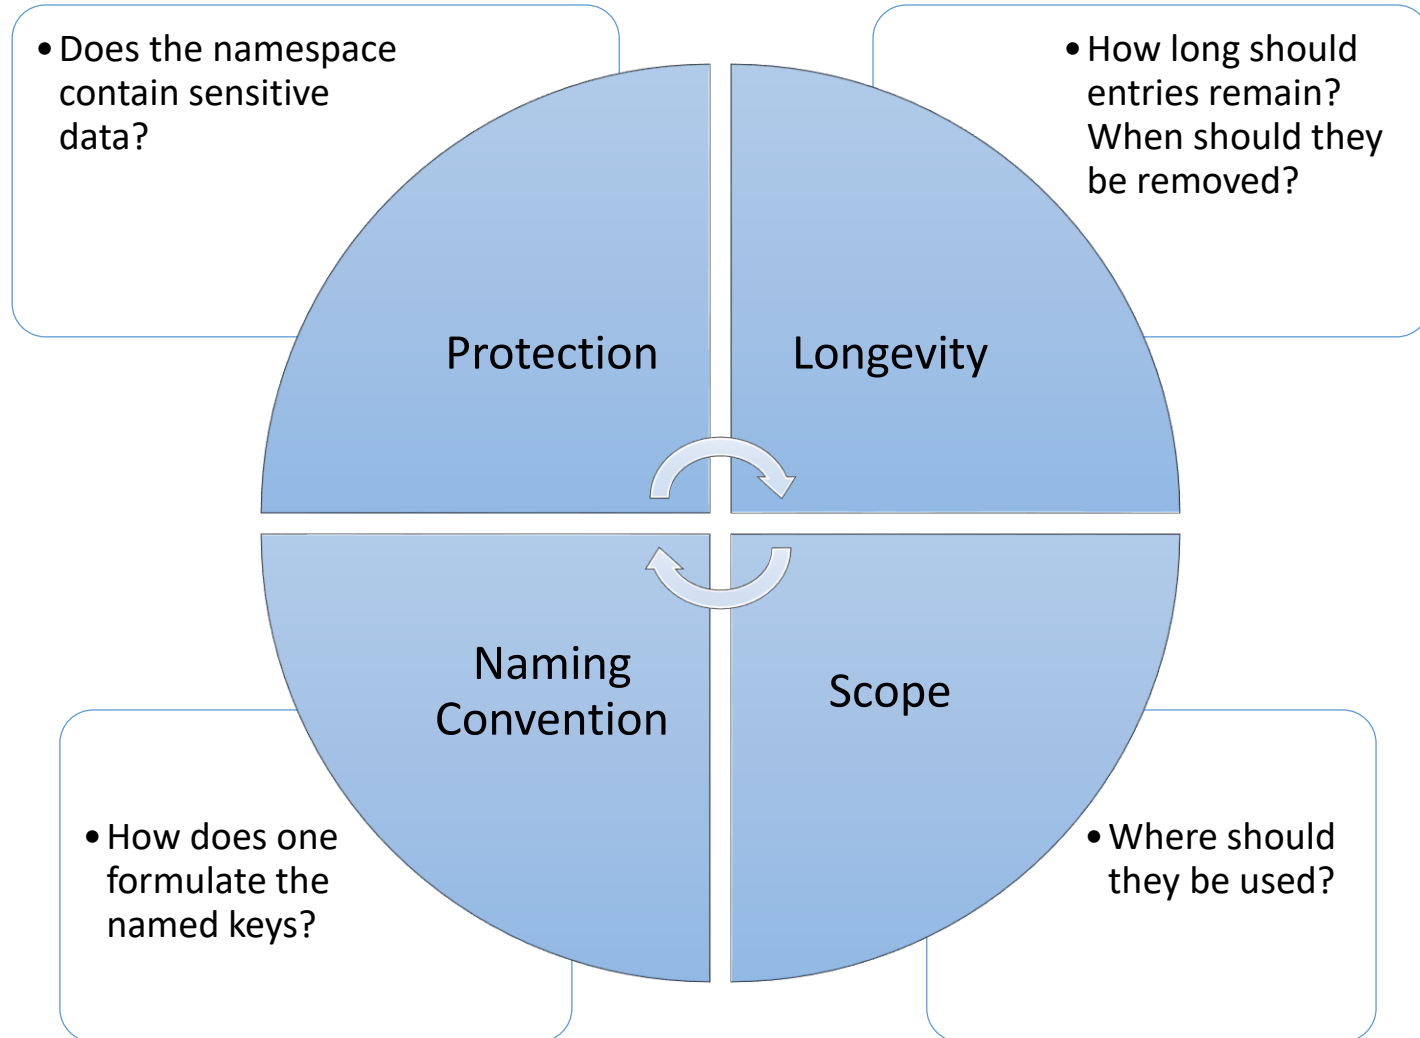 • Does the namespace
contain sensitive
data?
• How long should
entries remain?
When should they
be removed?
Protection
Longevity
Naming
Convention
Scope
• How does one
formulate the
named keys?
• Where should
they be used?